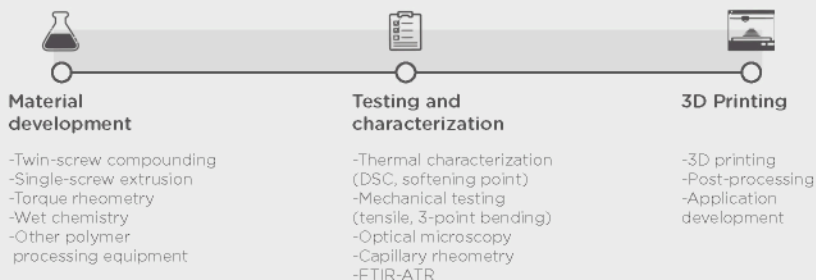 Material
development
-Twin-screw compounding
-Single-screw extrusion
-Torque rheometry
-Wet chemistry
-Other polymer
processing equipment
Testing and
characterization
-Thermal characterization
(DSC, softening point)
-Mechanical testing
(tensile, 3-point bending)
-Optical microscopy
-Capillary rheometry
-FTIR-ATR
3D Printing
-3D printing
-Post-processing
-Application
development